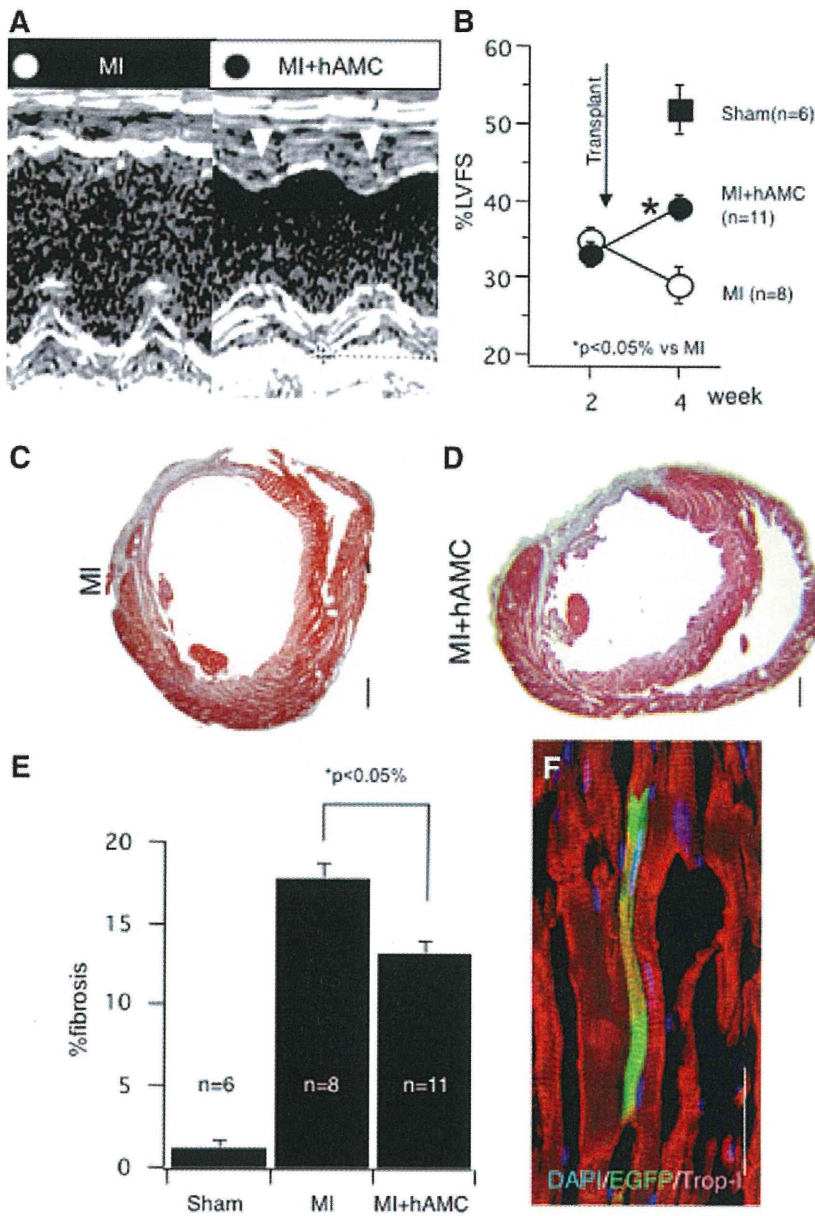 A
MI
MI+hAMC
B
60
50
40
30
20
%LVFS
Transplant
*
Sham(n=6)
MI+hAMC
(n=11)
MI (n=8)
*p<0.05% vs MI
2
4
week
C
MI
D
MI+hAMC
E
*p<0.05%
20
15
10
5
0
%fibrosis
n=6
n=8
n=11
Sham
MI
MI+hAMC
F
DAPI/EGFP/Trop-I